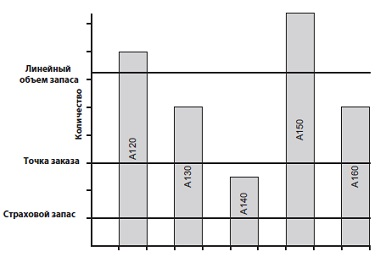 Линейный
объем запаса
Количество
Точка заказа
Страховой запас
A120
A130
A140
A150
A160